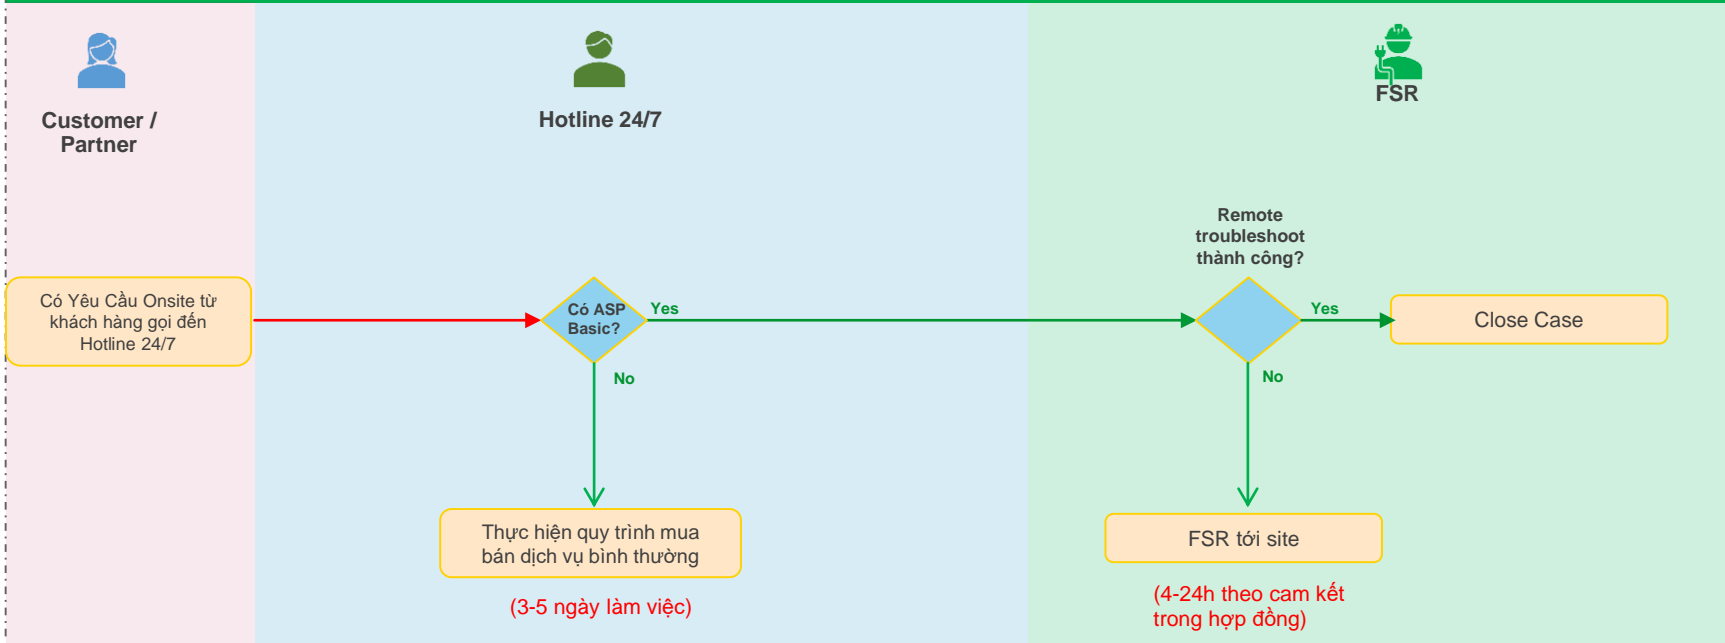 Customer /
Partner
Hotline 24/7
FSR
Remote
troubleshoot
thành công?
Có Yêu Cầu Onsite từ
khách hàng gọi đến
Hotline 24/7
Có ASP
Basic?
Yes
Yes
Close Case
No
No
Thực hiện quy trình mua
bán dịch vụ bình thường
FSR tới site
(3-5 ngày làm việc)
(4-24h theo cam kết
trong hợp đồng)